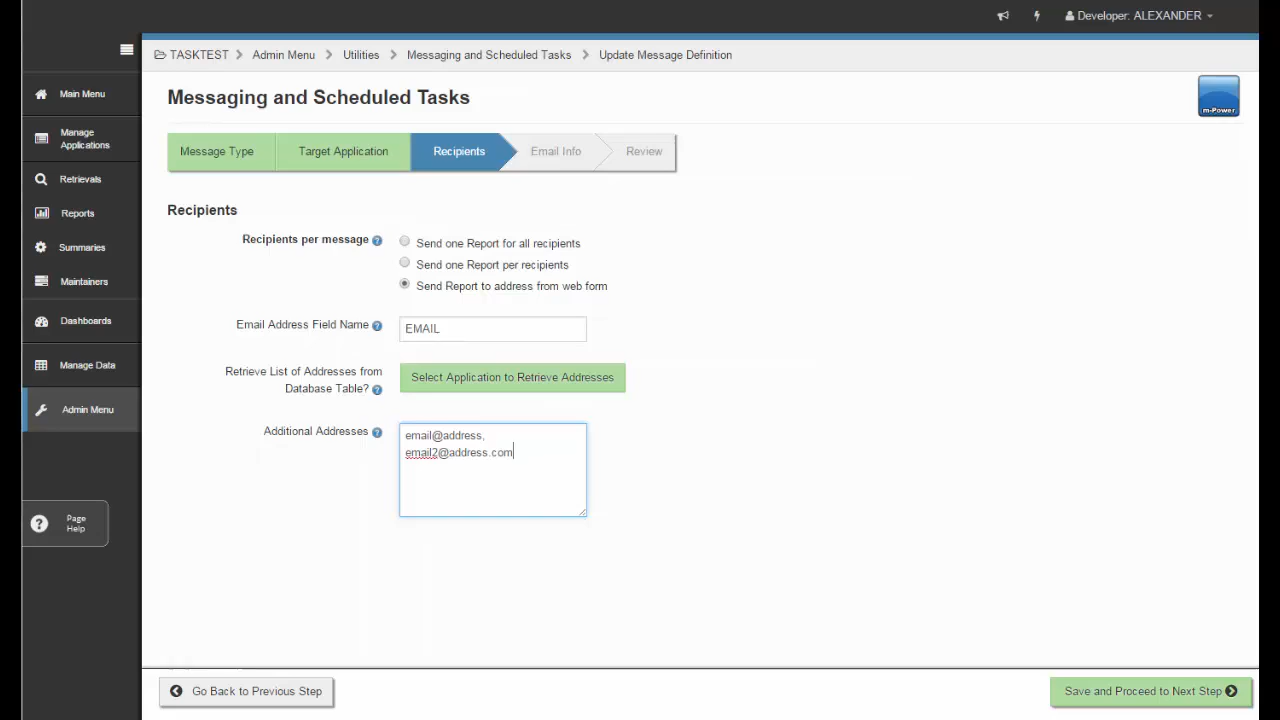 Developer: ALEXANDER
TASKTEST > Admin Menu > Utilities > Messaging and Scheduled Tasks > Update Message Definition
Main Menu
Manage
Applications
Retrievals
Reports
Summaries
Maintainers
Dashboards
Manage Data
Admin Menu
? Page
Help
Messaging and Scheduled Tasks
m-Power
Message Type
Target Application
Recipients
Email Info
Review
Recipients
Recipients per message ?
Send one Report for all recipients
Send one Report per recipients
Send Report to address from web form
Email Address Field Name ?
EMAIL
Retrieve List of Addresses from
Database Table? ?
Select Application to Retrieve Addresses
Additional Addresses ?
email@address,
email2@address.com
Go Back to Previous Step
Save and Proceed to Next Step